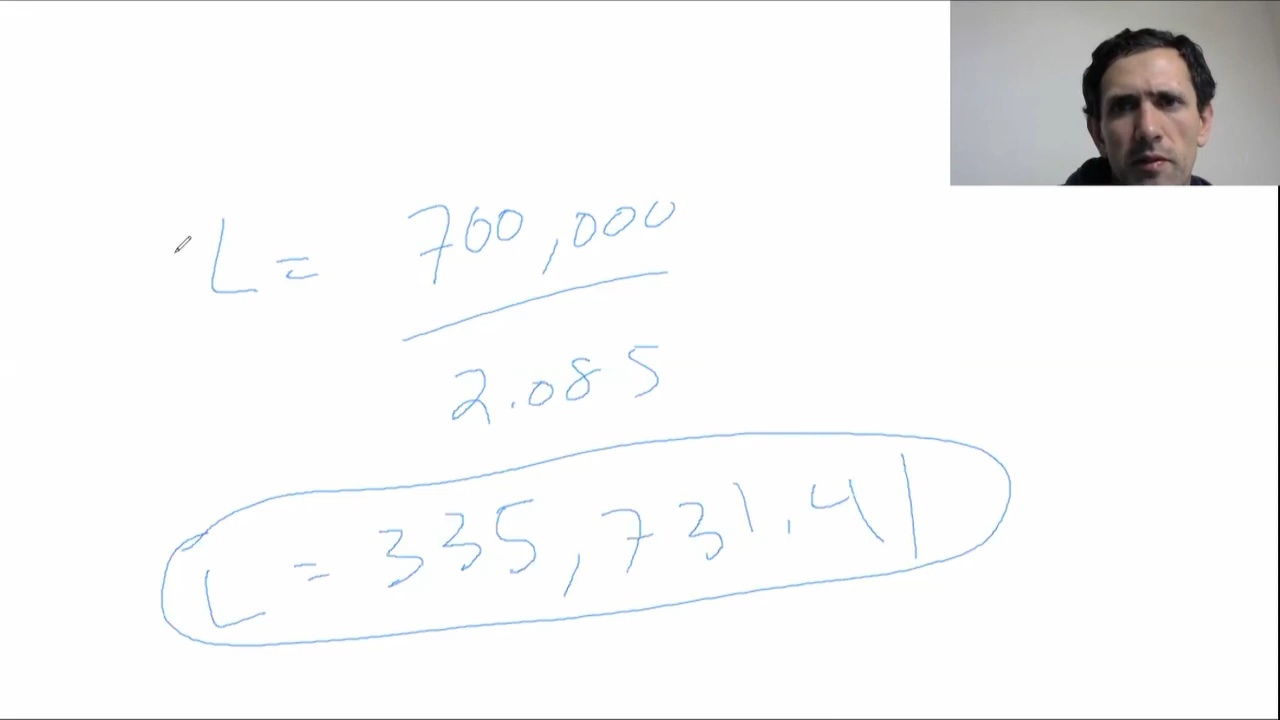 L = 700,000
2.085
L = 335,731.41